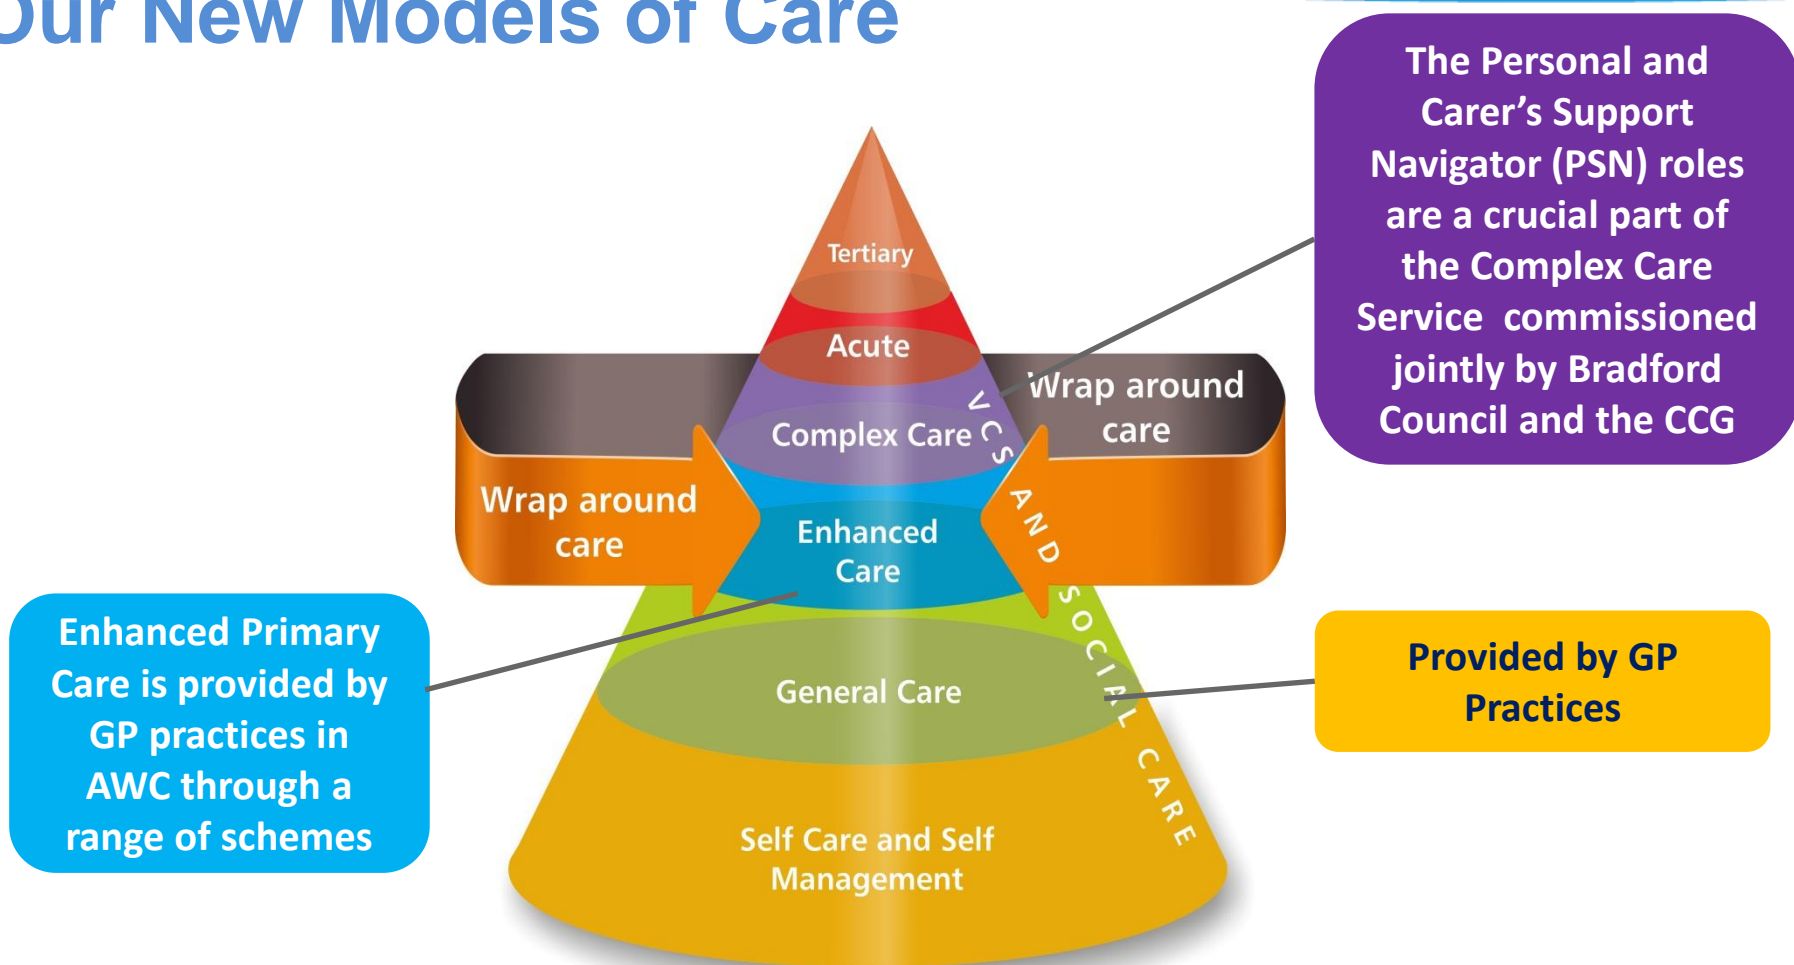 Our New Models of Care
The Personal and
Carer’s Support
Navigator (PSN) roles
are a crucial part of
the Complex Care
Service  commissioned
jointly by Bradford
Council and the CCG
Tertiary
Acute
Complex Care
Enhanced
Care
General Care
Self Care and Self
Management
VCS AND SOCIAL CARE
Wrap around
care
Wrap around
care
Enhanced Primary
Care is provided by
GP practices in
AWC through a
range of schemes
Provided by GP
Practices